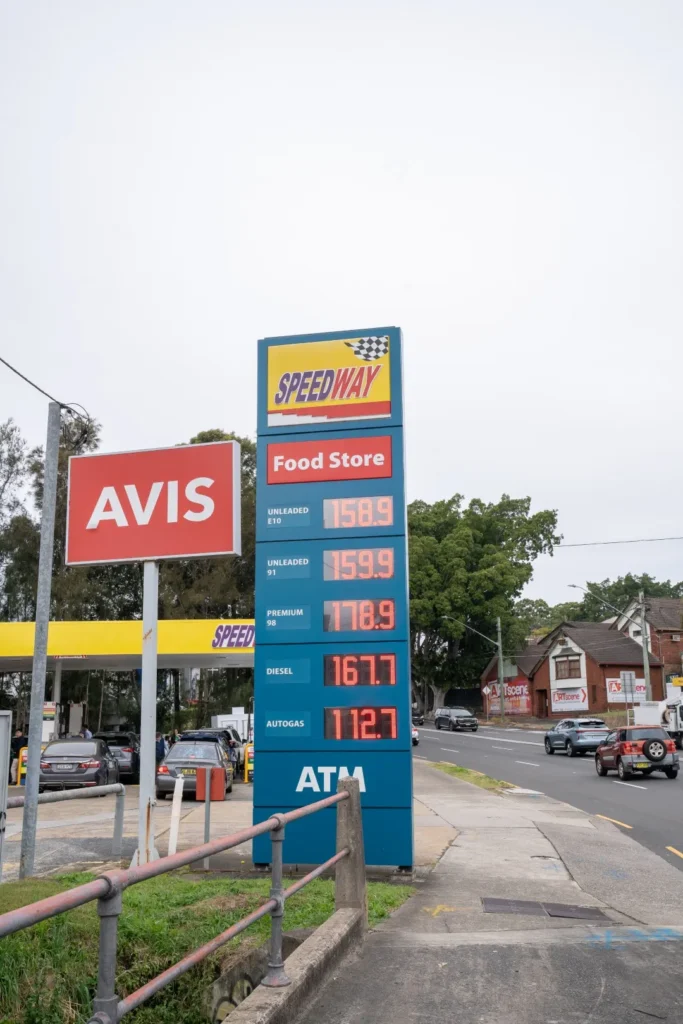 SPEEDWAY
Food Store
UNLEADED
E10
158.9
UNLEADED
91
159.9
PREMIUM
98
178.9
DIESEL
167.7
AUTOGAS
112.7
ATM
AVIS
SPEED
Artscene